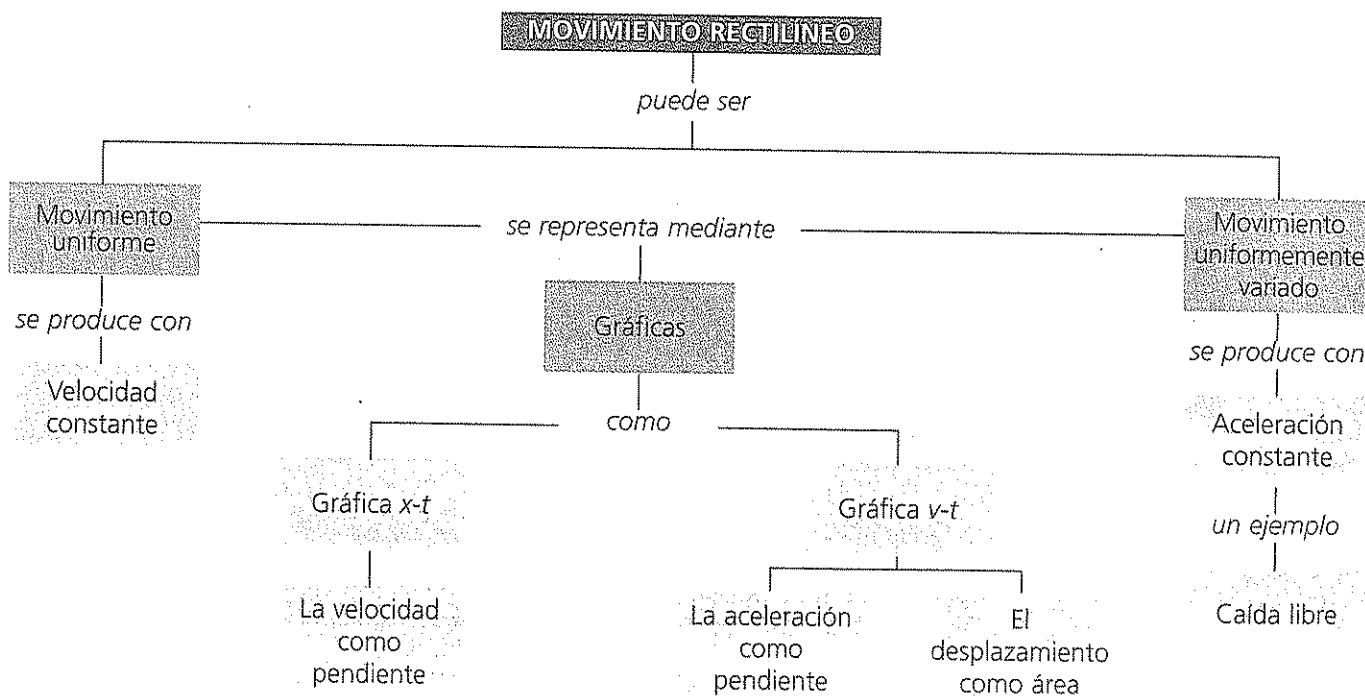 MOVIMIENTO RECTILINEO
puede ser
Movimiento
uniforme
se produce con
Velocidad
constante
se representa mediante
Gráficas
como
Gráfica x-t
La velocidad
como
pendiente
Gráfica v-t
La aceleración
como
pendiente
El
desplazamiento
como área
Movimiento
uniformemente
variado
se produce con
Aceleración
constante
un ejemplo
Caída libre